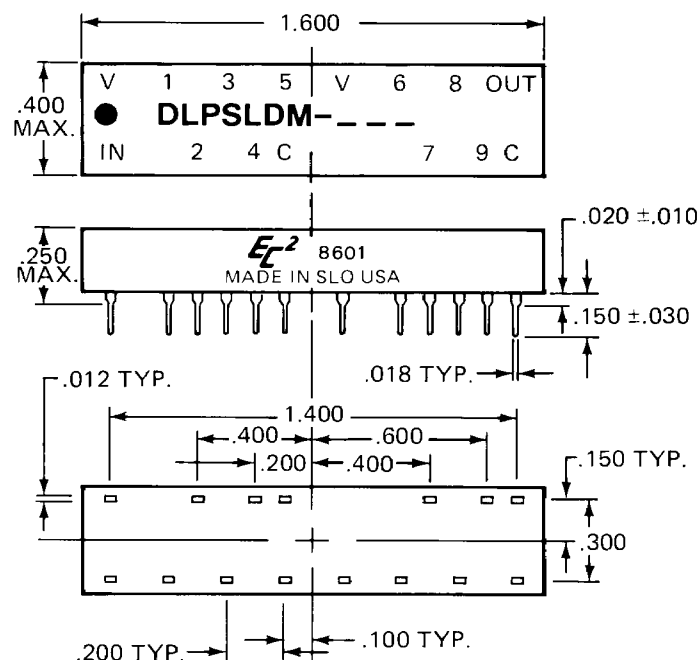 1.600
V 1 3 5 V 6 8 OUT
.400
MAX.
DLPSLDM-_ _ _
IN 2 4 C 7 9 C
.020 ±.010
.250
MAX.
EC² 8601
MADE IN SLO USA
.150 ±.030
.012 TYP.
.018 TYP.
1.400
.400 .600
.200 .400
.150 TYP.
.300
.200 TYP.
.100 TYP.